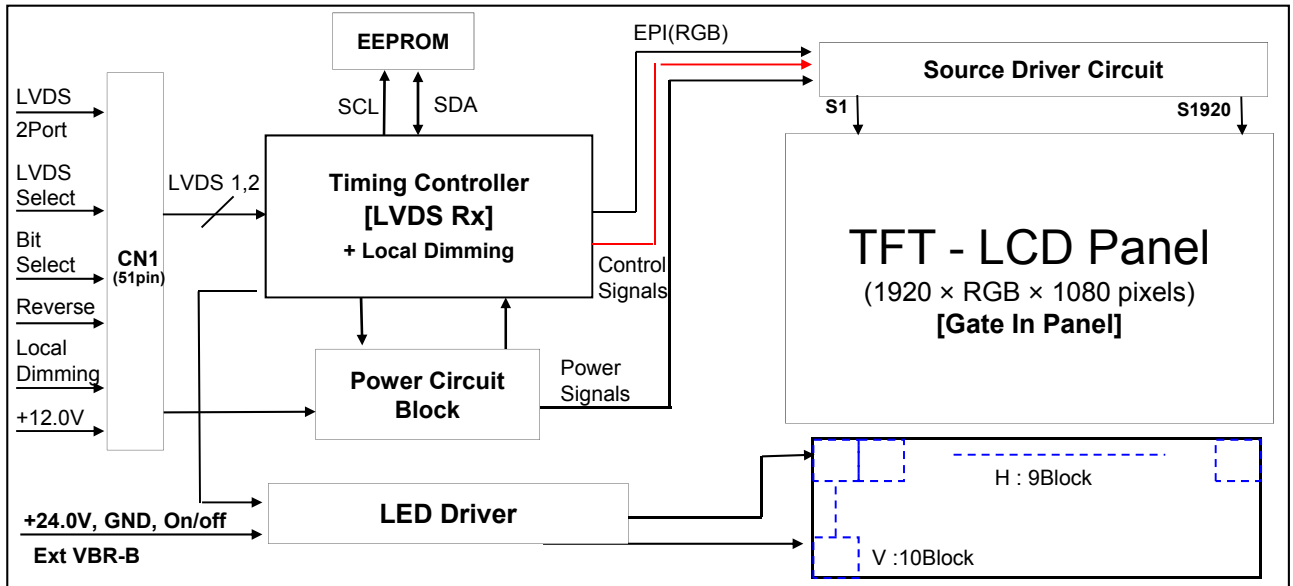 LVDS
2Port
LVDS
Select
Bit
Select
Reverse
Local
Dimming
+12.0V
CN1
(51pin)
LVDS 1,2
EEPROM
SCL
SDA
Timing Controller
[LVDS Rx]
+ Local Dimming
Power Circuit
Block
EPI(RGB)
Control
Signals
Power
Signals
Source Driver Circuit
S1
S1920
TFT - LCD Panel
(1920 × RGB × 1080 pixels)
[Gate In Panel]
+24.0V, GND, On/off
Ext VBR-B
LED Driver
H : 9Block
V :10Block